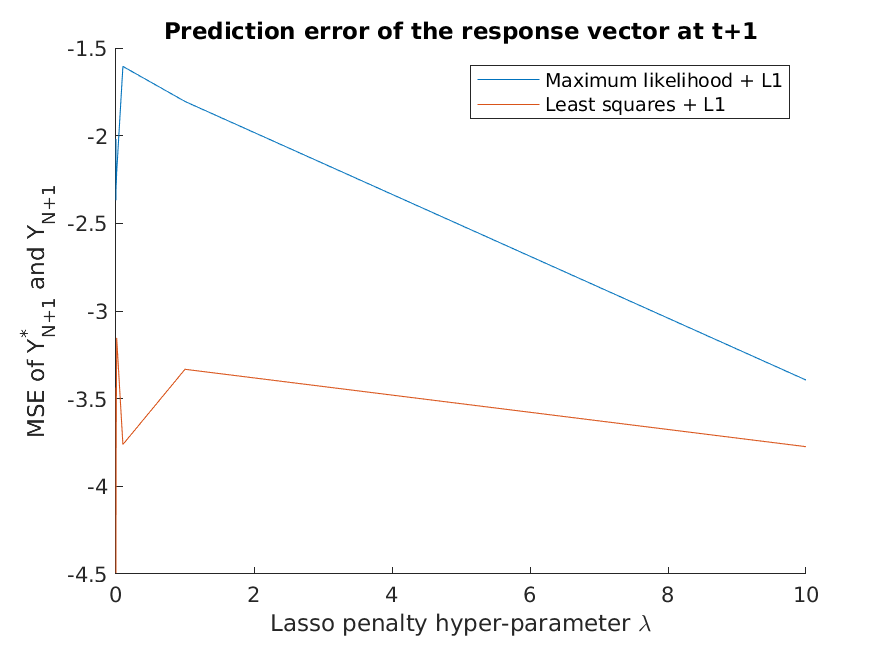 Prediction error of the response vector at t+1
Maximum likelihood + L1
Least squares + L1
MSE of Y*_{N+1} and Y_{N+1}
-1.5
-2
-2.5
-3
-3.5
-4
-4.5
0 2 4 6 8 10
Lasso penalty hyper-parameter λ